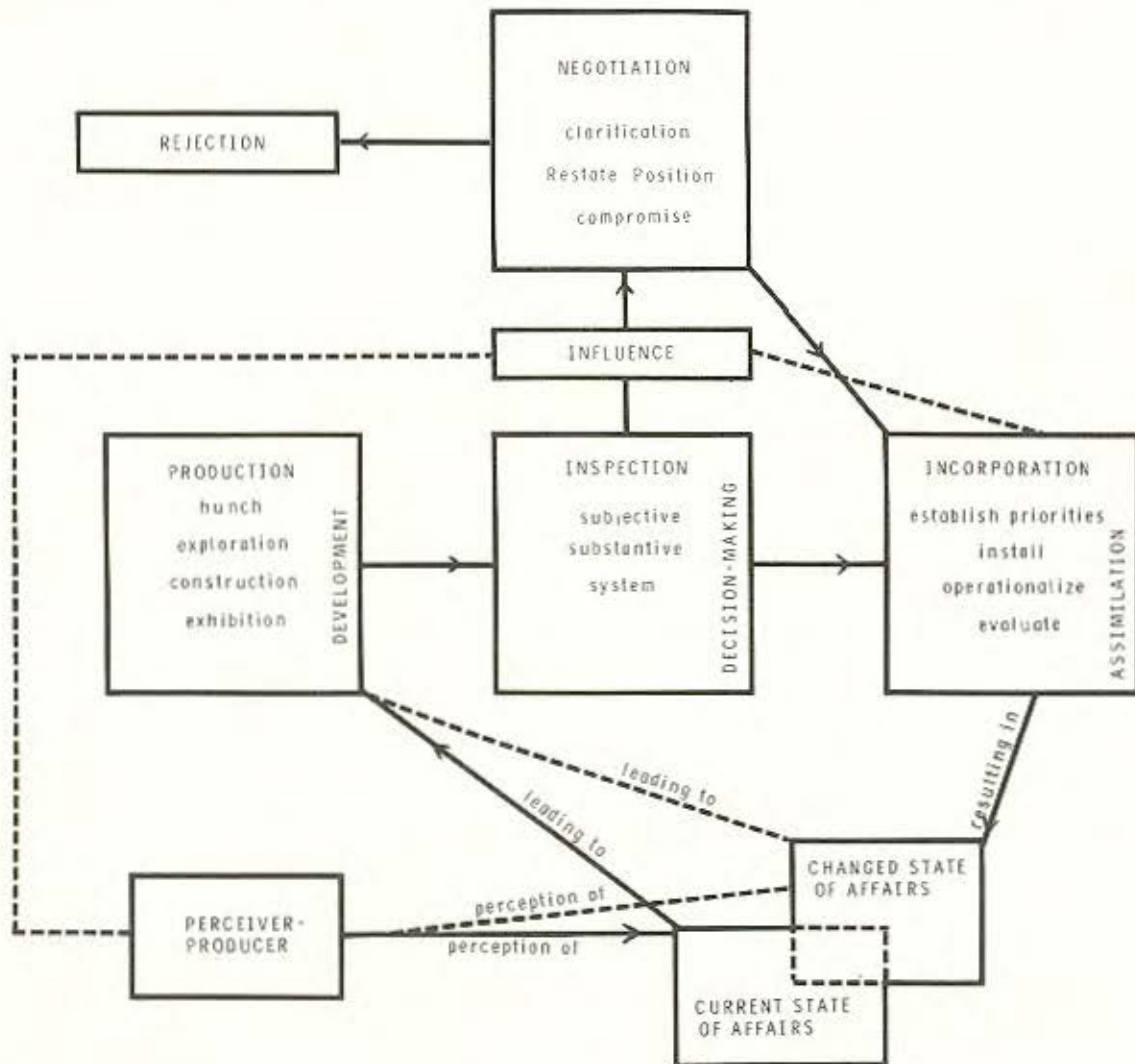 NEGOTIATION
clarification
Restate Position
compromise
REJECTION
INFLUENCE
PRODUCTION
hunch
exploration
construction
exhibition
DEVELOPMENT
INSPECTION
subjective
substantive
system
DECISION-MAKING
INCORPORATION
establish priorities
install
operationalize
evaluate
ASSIMILATION
resulting in
leading to
leading to
CHANGED STATE
OF AFFAIRS
perception of
perception of
PERCEIVER-
PRODUCER
CURRENT STATE
OF AFFAIRS